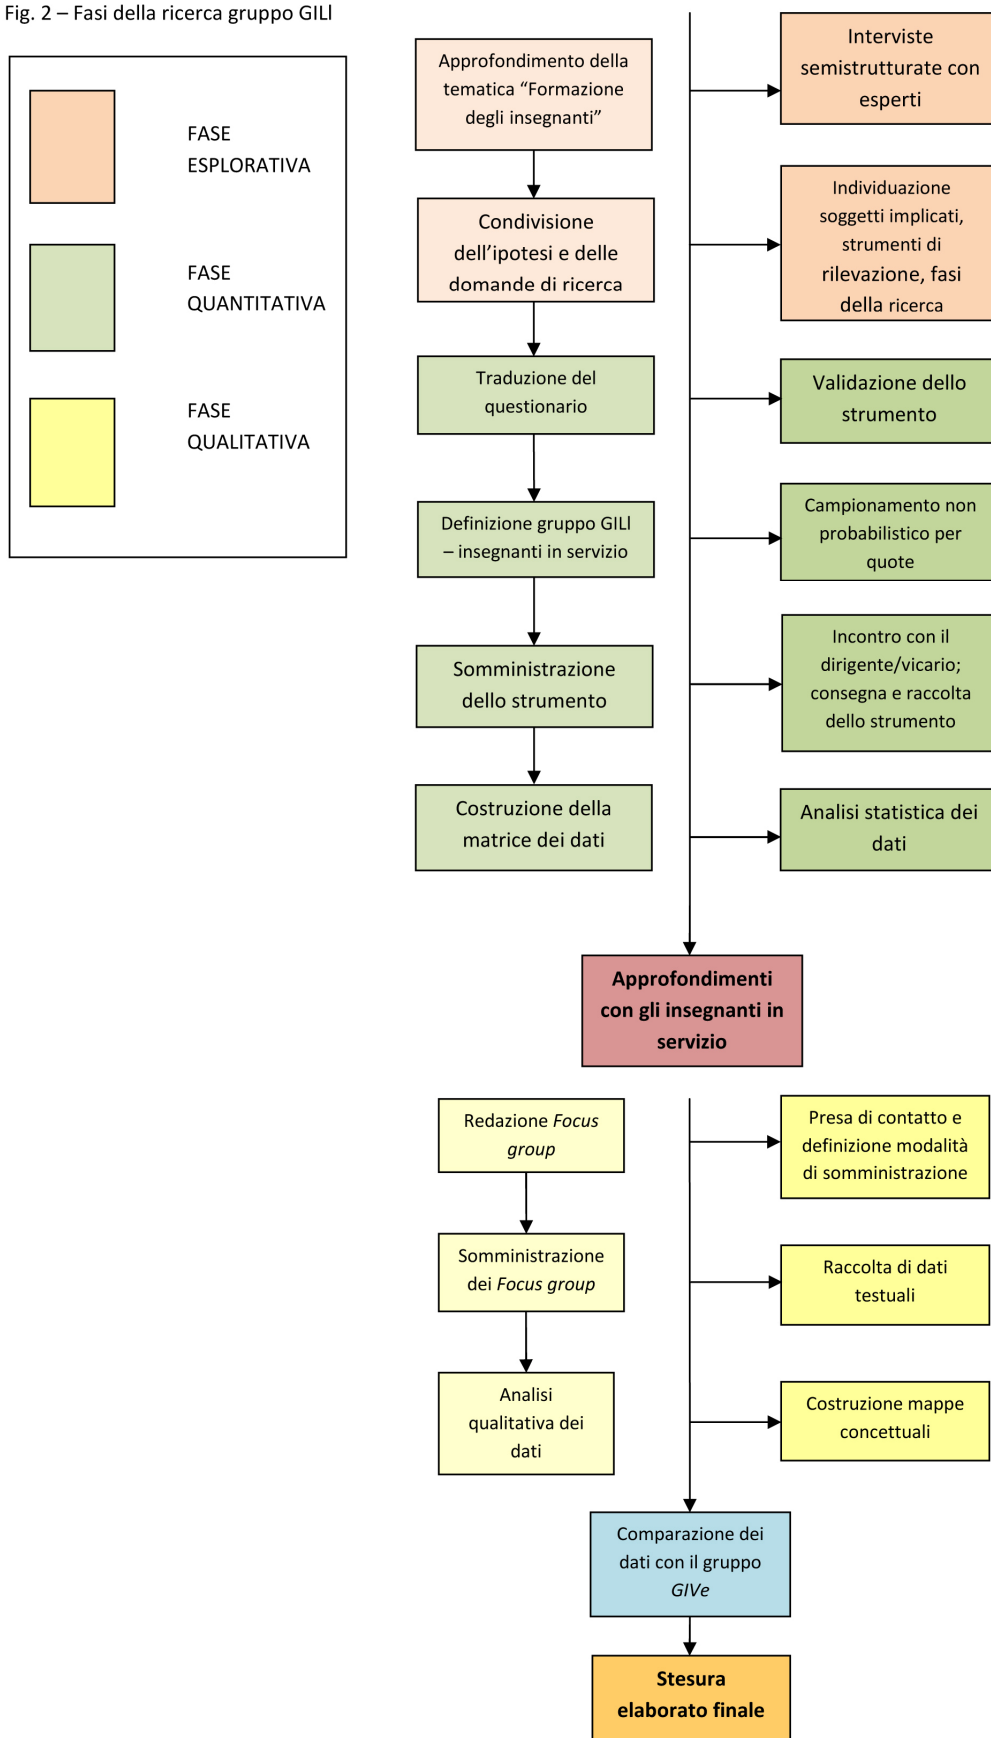 Fig. 2 – Fasi della ricerca gruppo GILl
FASE
ESPLORATIVA
FASE
QUANTITATIVA
FASE
QUALITATIVA
Approfondimento della
tematica “Formazione
degli insegnanti”
Condivisione
dell’ipotesi e delle
domande di ricerca
Traduzione del
questionario
Definizione gruppo GILl
– insegnanti in servizio
Somministrazione
dello strumento
Costruzione della
matrice dei dati
Interviste
semistrutturate con
esperti
Individuazione
soggetti implicati,
strumenti di
rilevazione, fasi
della ricerca
Validazione dello
strumento
Campionamento non
probabilistico per
quote
Incontro con il
dirigente/vicario;
consegna e raccolta
dello strumento
Analisi statistica dei
dati
Approfondimenti
con gli insegnanti in
servizio
Redazione Focus
group
Somministrazione
dei Focus group
Analisi
qualitativa dei
dati
Presa di contatto e
definizione modalità
di somministrazione
Raccolta di dati
testuali
Costruzione mappe
concettuali
Comparazione dei
dati con il gruppo
GIVe
Stesura
elaborato finale